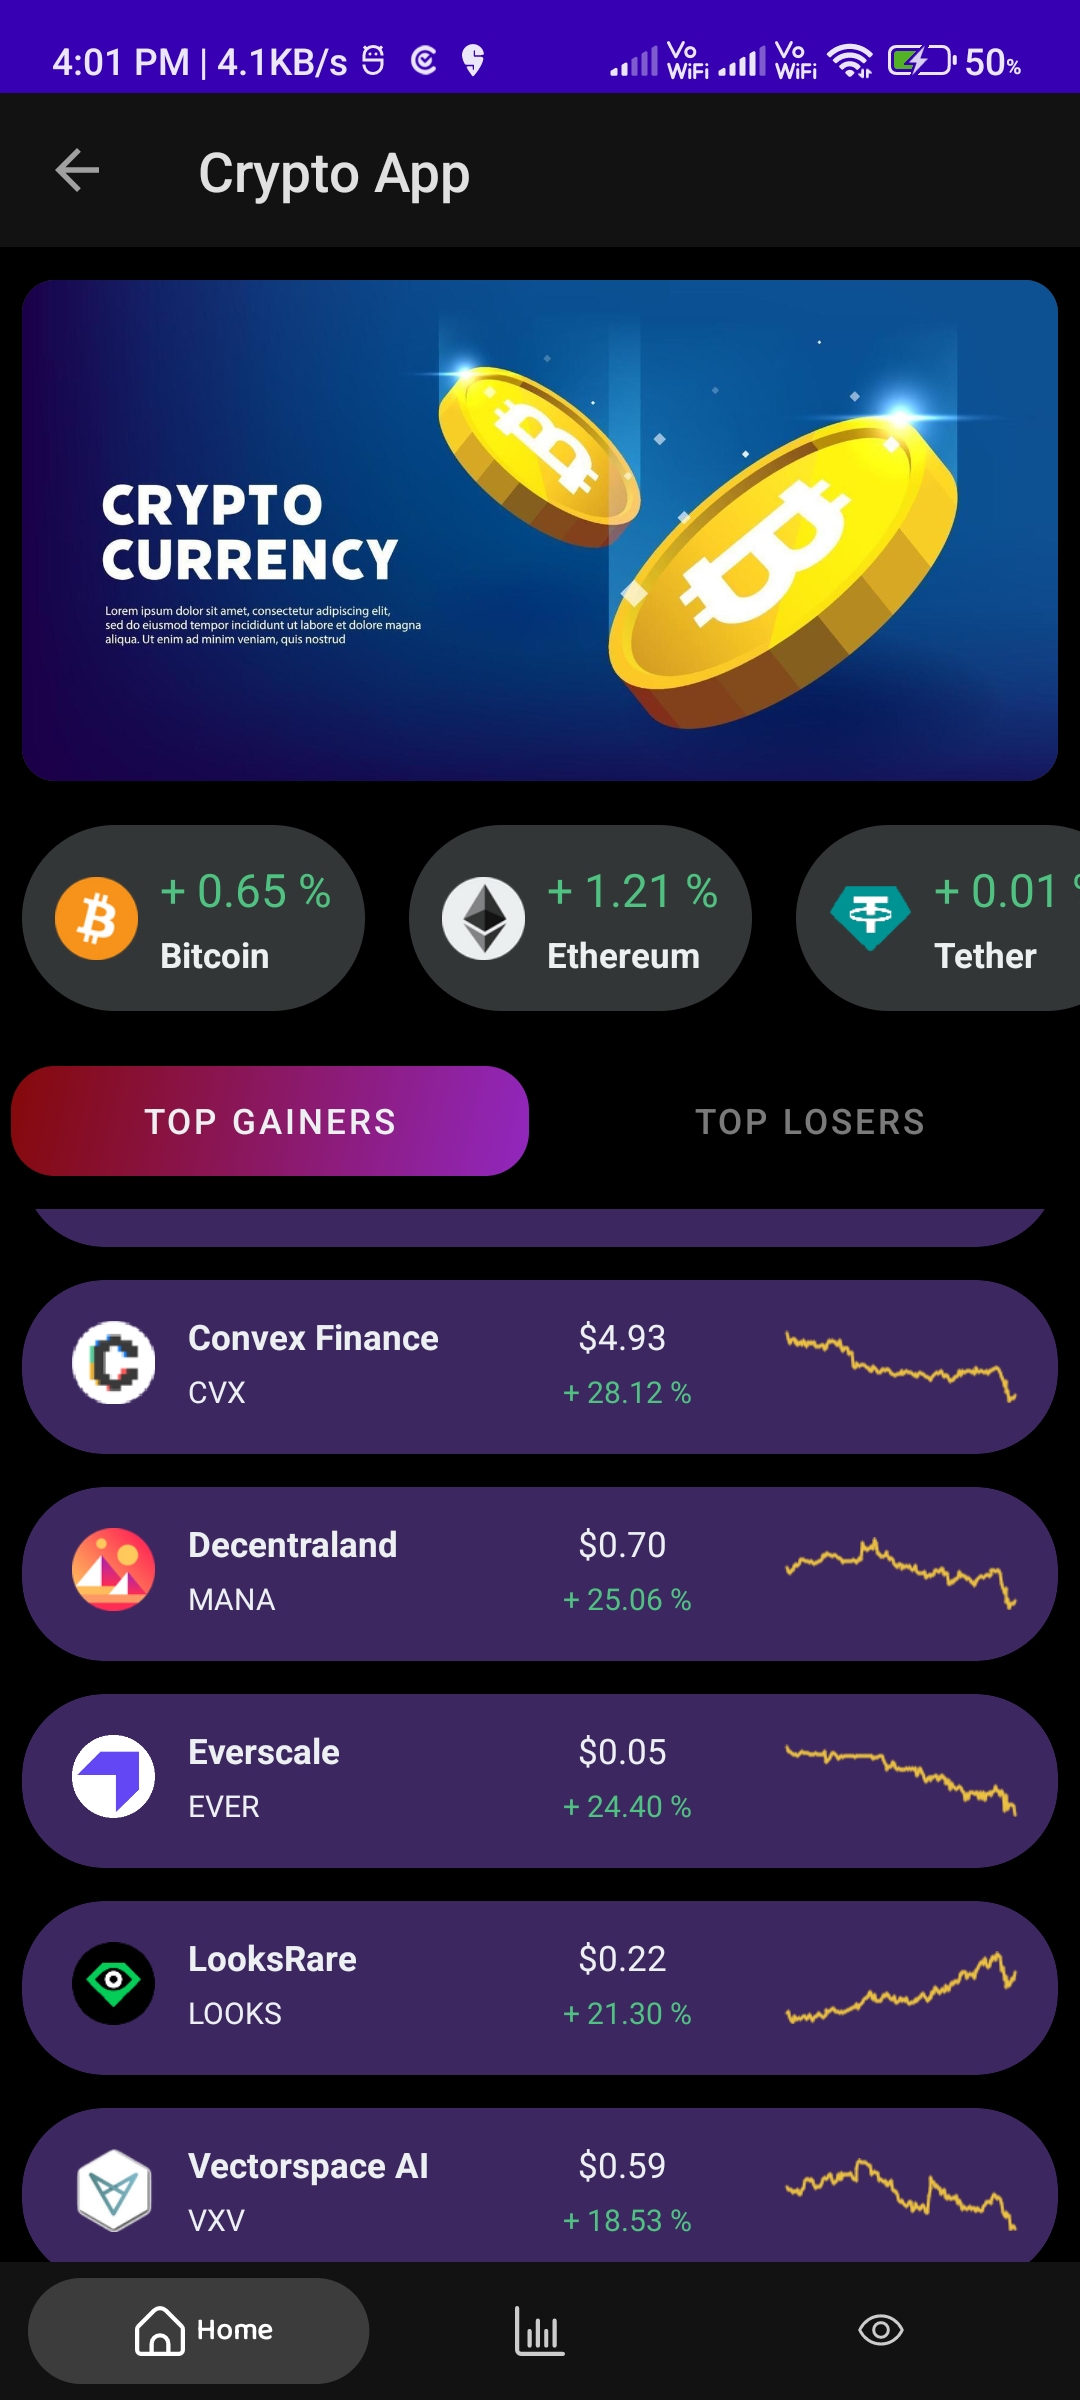 4:01 PM | 4.1KB/s
Vo WiFi
Vo WiFi
50%
Crypto App
CRYPTO
CURRENCY
Lorem ipsum dolor sit amet, consectetur adipiscing elit,
sed do eiusmod tempor incididunt ut labore et dolore magna
aliqua. Ut enim ad minim veniam, quis nostrud
+ 0.65 %
Bitcoin
+ 1.21 %
Ethereum
+ 0.01
Tether
TOP GAINERS
TOP LOSERS
Convex Finance
$4.93
CVX
+ 28.12 %
Decentraland
$0.70
MANA
+ 25.06 %
Everscale
$0.05
EVER
+ 24.40 %
LooksRare
$0.22
LOOKS
+ 21.30 %
Vectorspace AI
$0.59
VXV
+ 18.53 %
Home